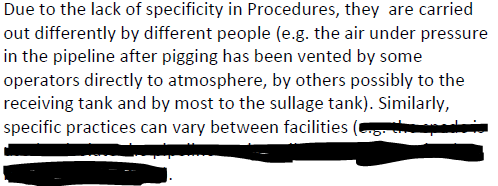 Due to the lack of specificity in Procedures, they  are carried
out differently by different people (e.g. the air under pressure
in the pipeline after pigging has been vented by some
operators directly to atmosphere, by others possibly to the
receiving tank and by most to the sullage tank). Similarly,
specific practices can vary between facilities (
.